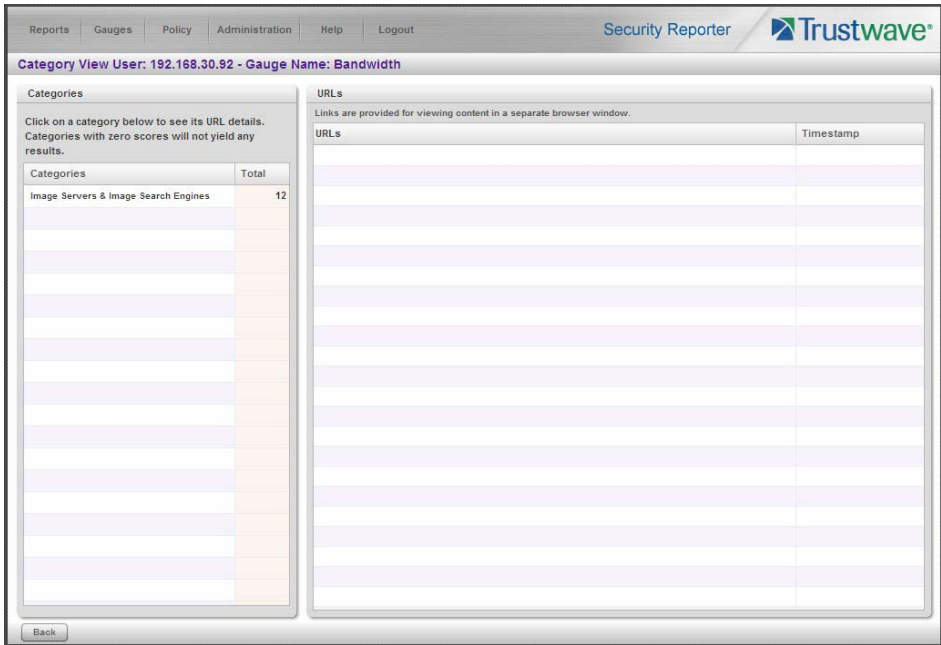 Reports Gauges Policy Administration Help Logout Security Reporter Trustwave®
Category View User: 192.168.30.92 - Gauge Name: Bandwidth
Categories
Click on a category below to see its URL details.
Categories with zero scores will not yield any
results.
Categories Total
Image Servers & Image Search Engines 12
URLs
Links are provided for viewing content in a separate browser window.
URLs Timestamp
Back